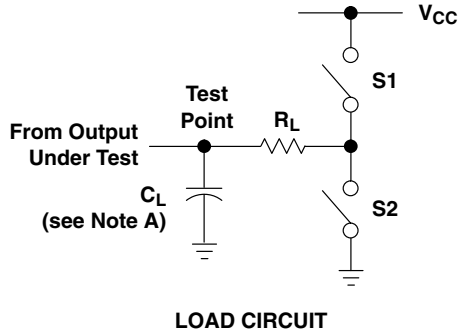 VCC
S1
Test
Point
RL
From Output
Under Test
CL
(see Note A)
S2
LOAD CIRCUIT